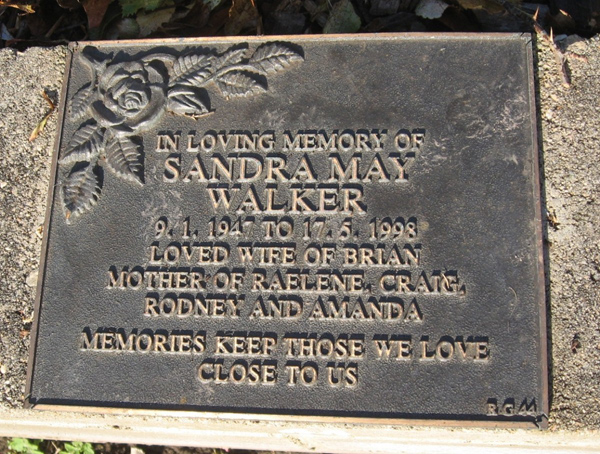 IN LOVING MEMORY OF
SANDRA MAY
WALKER
9. 1. 1947 TO 17. 5. 1998
LOVED WIFE OF BRIAN
MOTHER OF RAELENE, CRAIG,
RODNEY AND AMANDA
MEMORIES KEEP THOSE WE LOVE
CLOSE TO US
R G 44